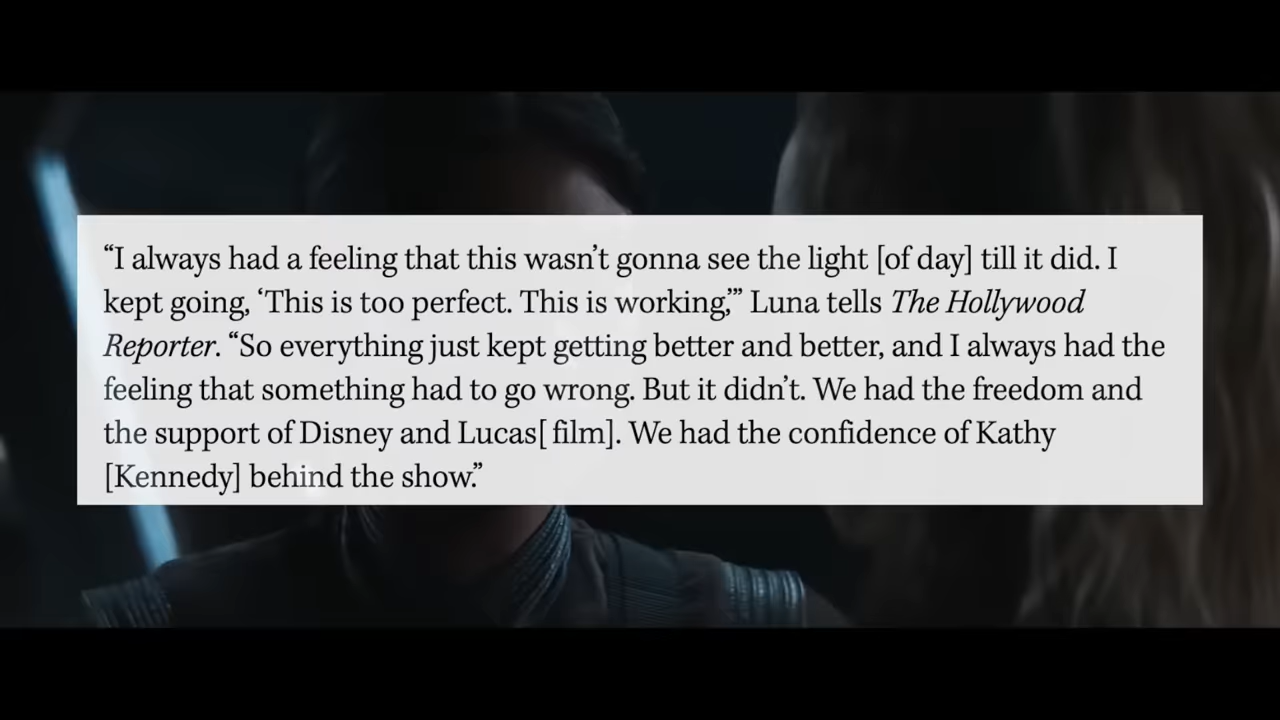 “I always had a feeling that this wasn’t gonna see the light [of day] till it did. I
kept going, ‘This is too perfect. This is working,’” Luna tells The Hollywood
Reporter. “So everything just kept getting better and better, and I always had the
feeling that something had to go wrong. But it didn’t. We had the freedom and
the support of Disney and Lucas[ film]. We had the confidence of Kathy
[Kennedy] behind the show.”